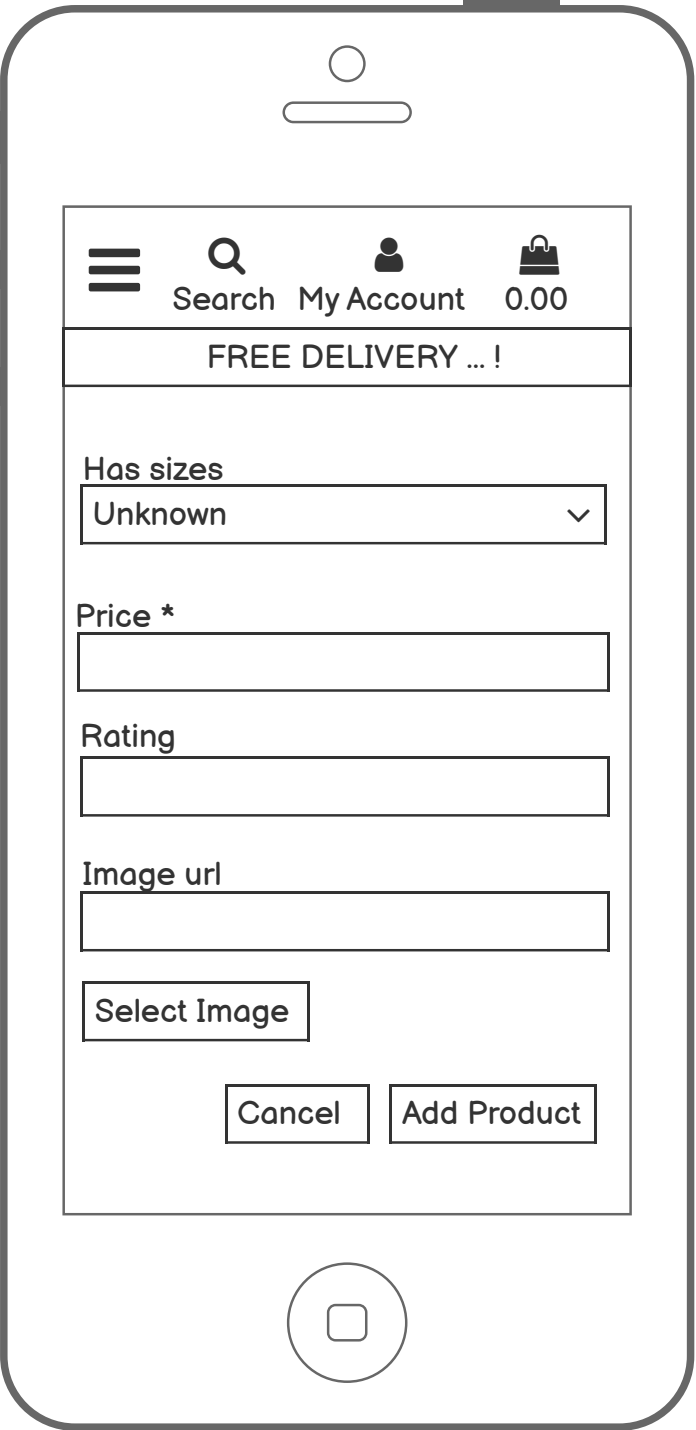 Search My Account 0.00
FREE DELIVERY ... !
Has sizes
Unknown
Price *
Rating
Image url
Select Image
Cancel Add Product